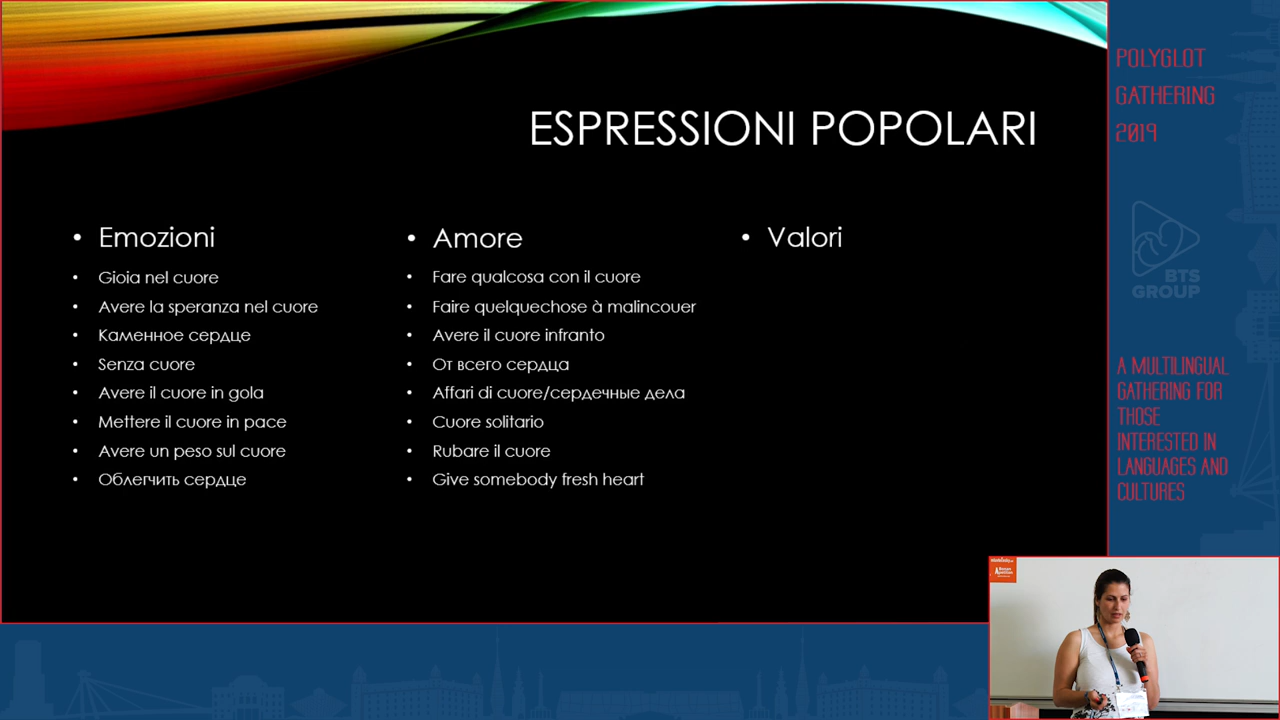 ESPRESSIONI POPOLARI
Emozioni
Gioia nel cuore
Avere la speranza nel cuore
Каменное сердце
Senza cuore
Avere il cuore in gola
Mettere il cuore in pace
Avere un peso sul cuore
Облегчить сердце
Amore
Fare qualcosa con il cuore
Faire quelquechose à malincouer
Avere il cuore infranto
От всего сердца
Affari di cuore/сердечные дела
Cuore solitario
Rubare il cuore
Give somebody fresh heart
Valori
POLYGLOT
GATHERING
2019
BTS
GROUP
A MULTILINGUAL
GATHERING FOR
THOSE
INTERESTED IN
LANGUAGES AND
CULTURES